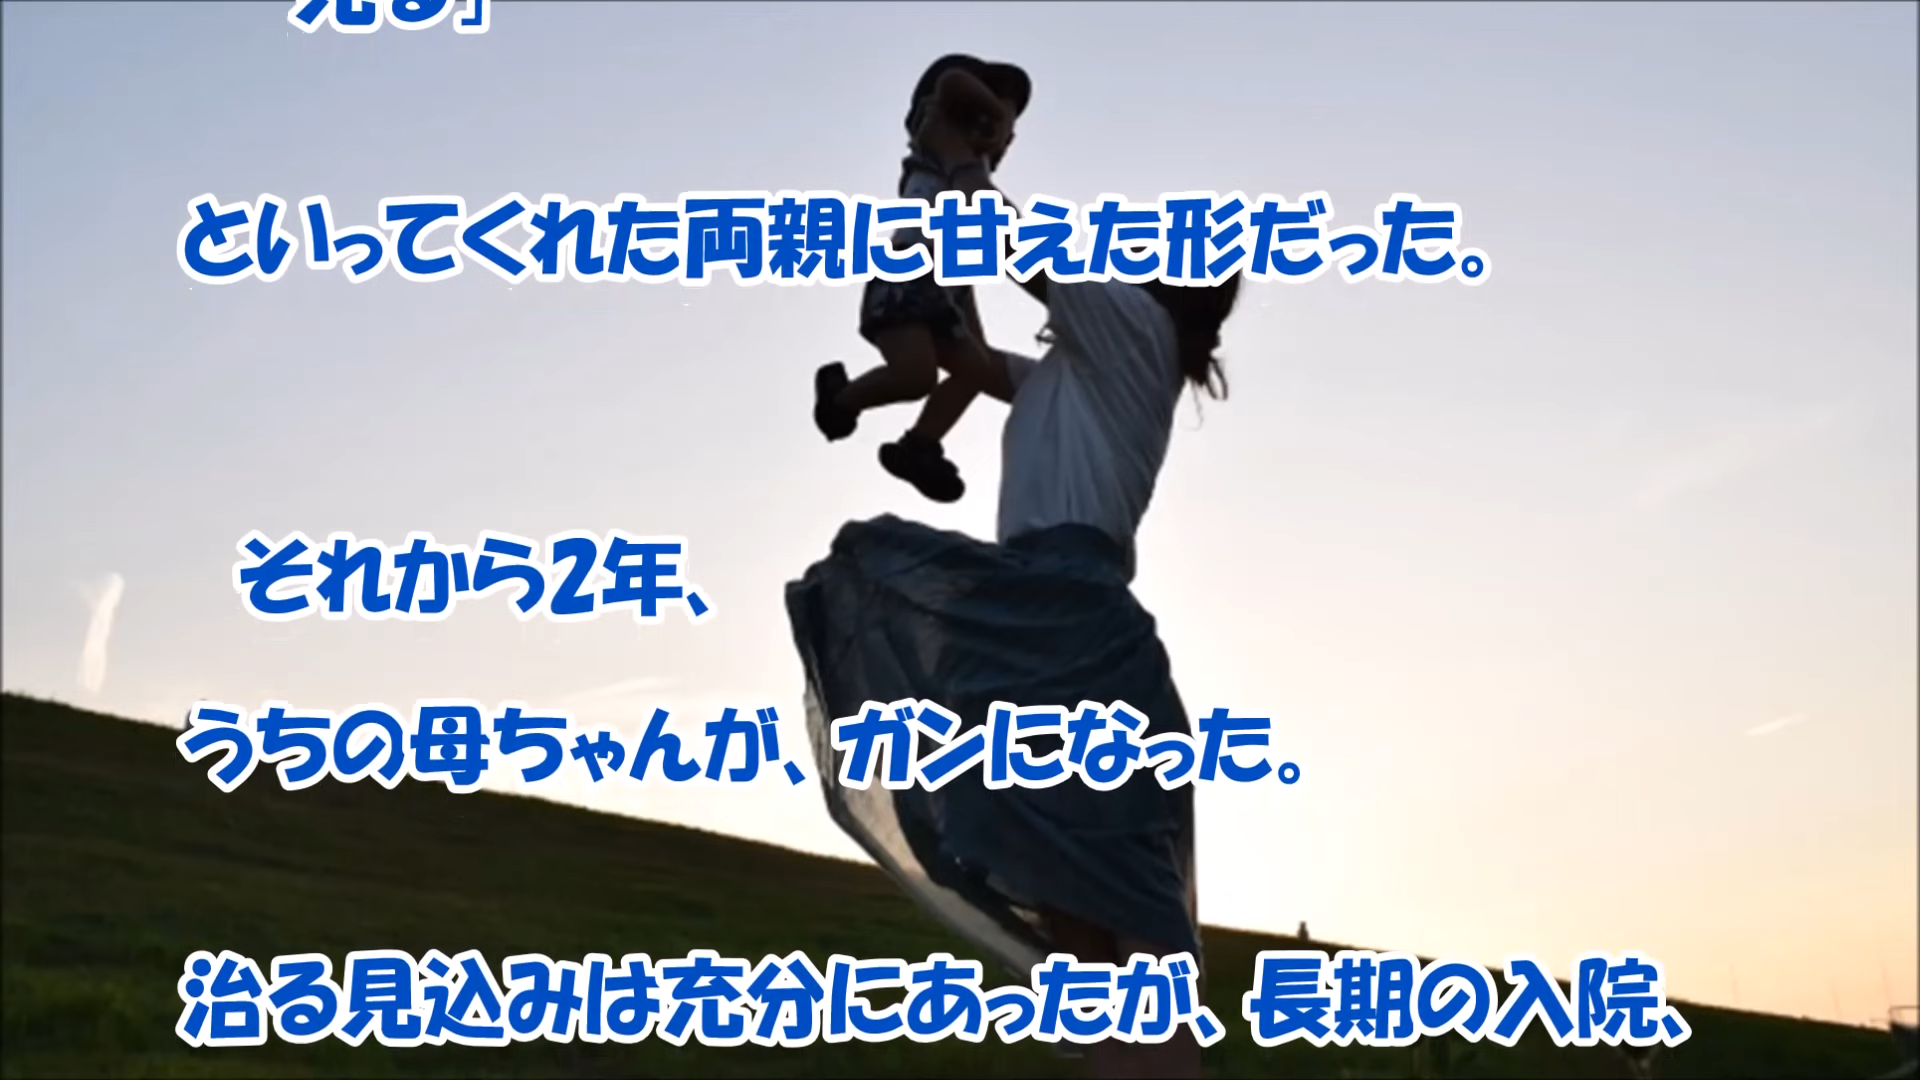 見る」
といってくれた両親に甘えた形だった。
それから2年、
うちの母ちゃんが、ガンになった。
治る見込みは充分にあったが、長期の入院、